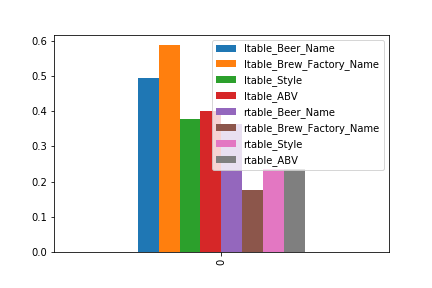 0.6
0.5
0.4
0.3
0.2
0.1
0.0
ltable_Beer_Name
ltable_Brew_Factory_Name
ltable_Style
ltable_ABV
rtable_Beer_Name
rtable_Brew_Factory_Name
rtable_Style
rtable_ABV
0